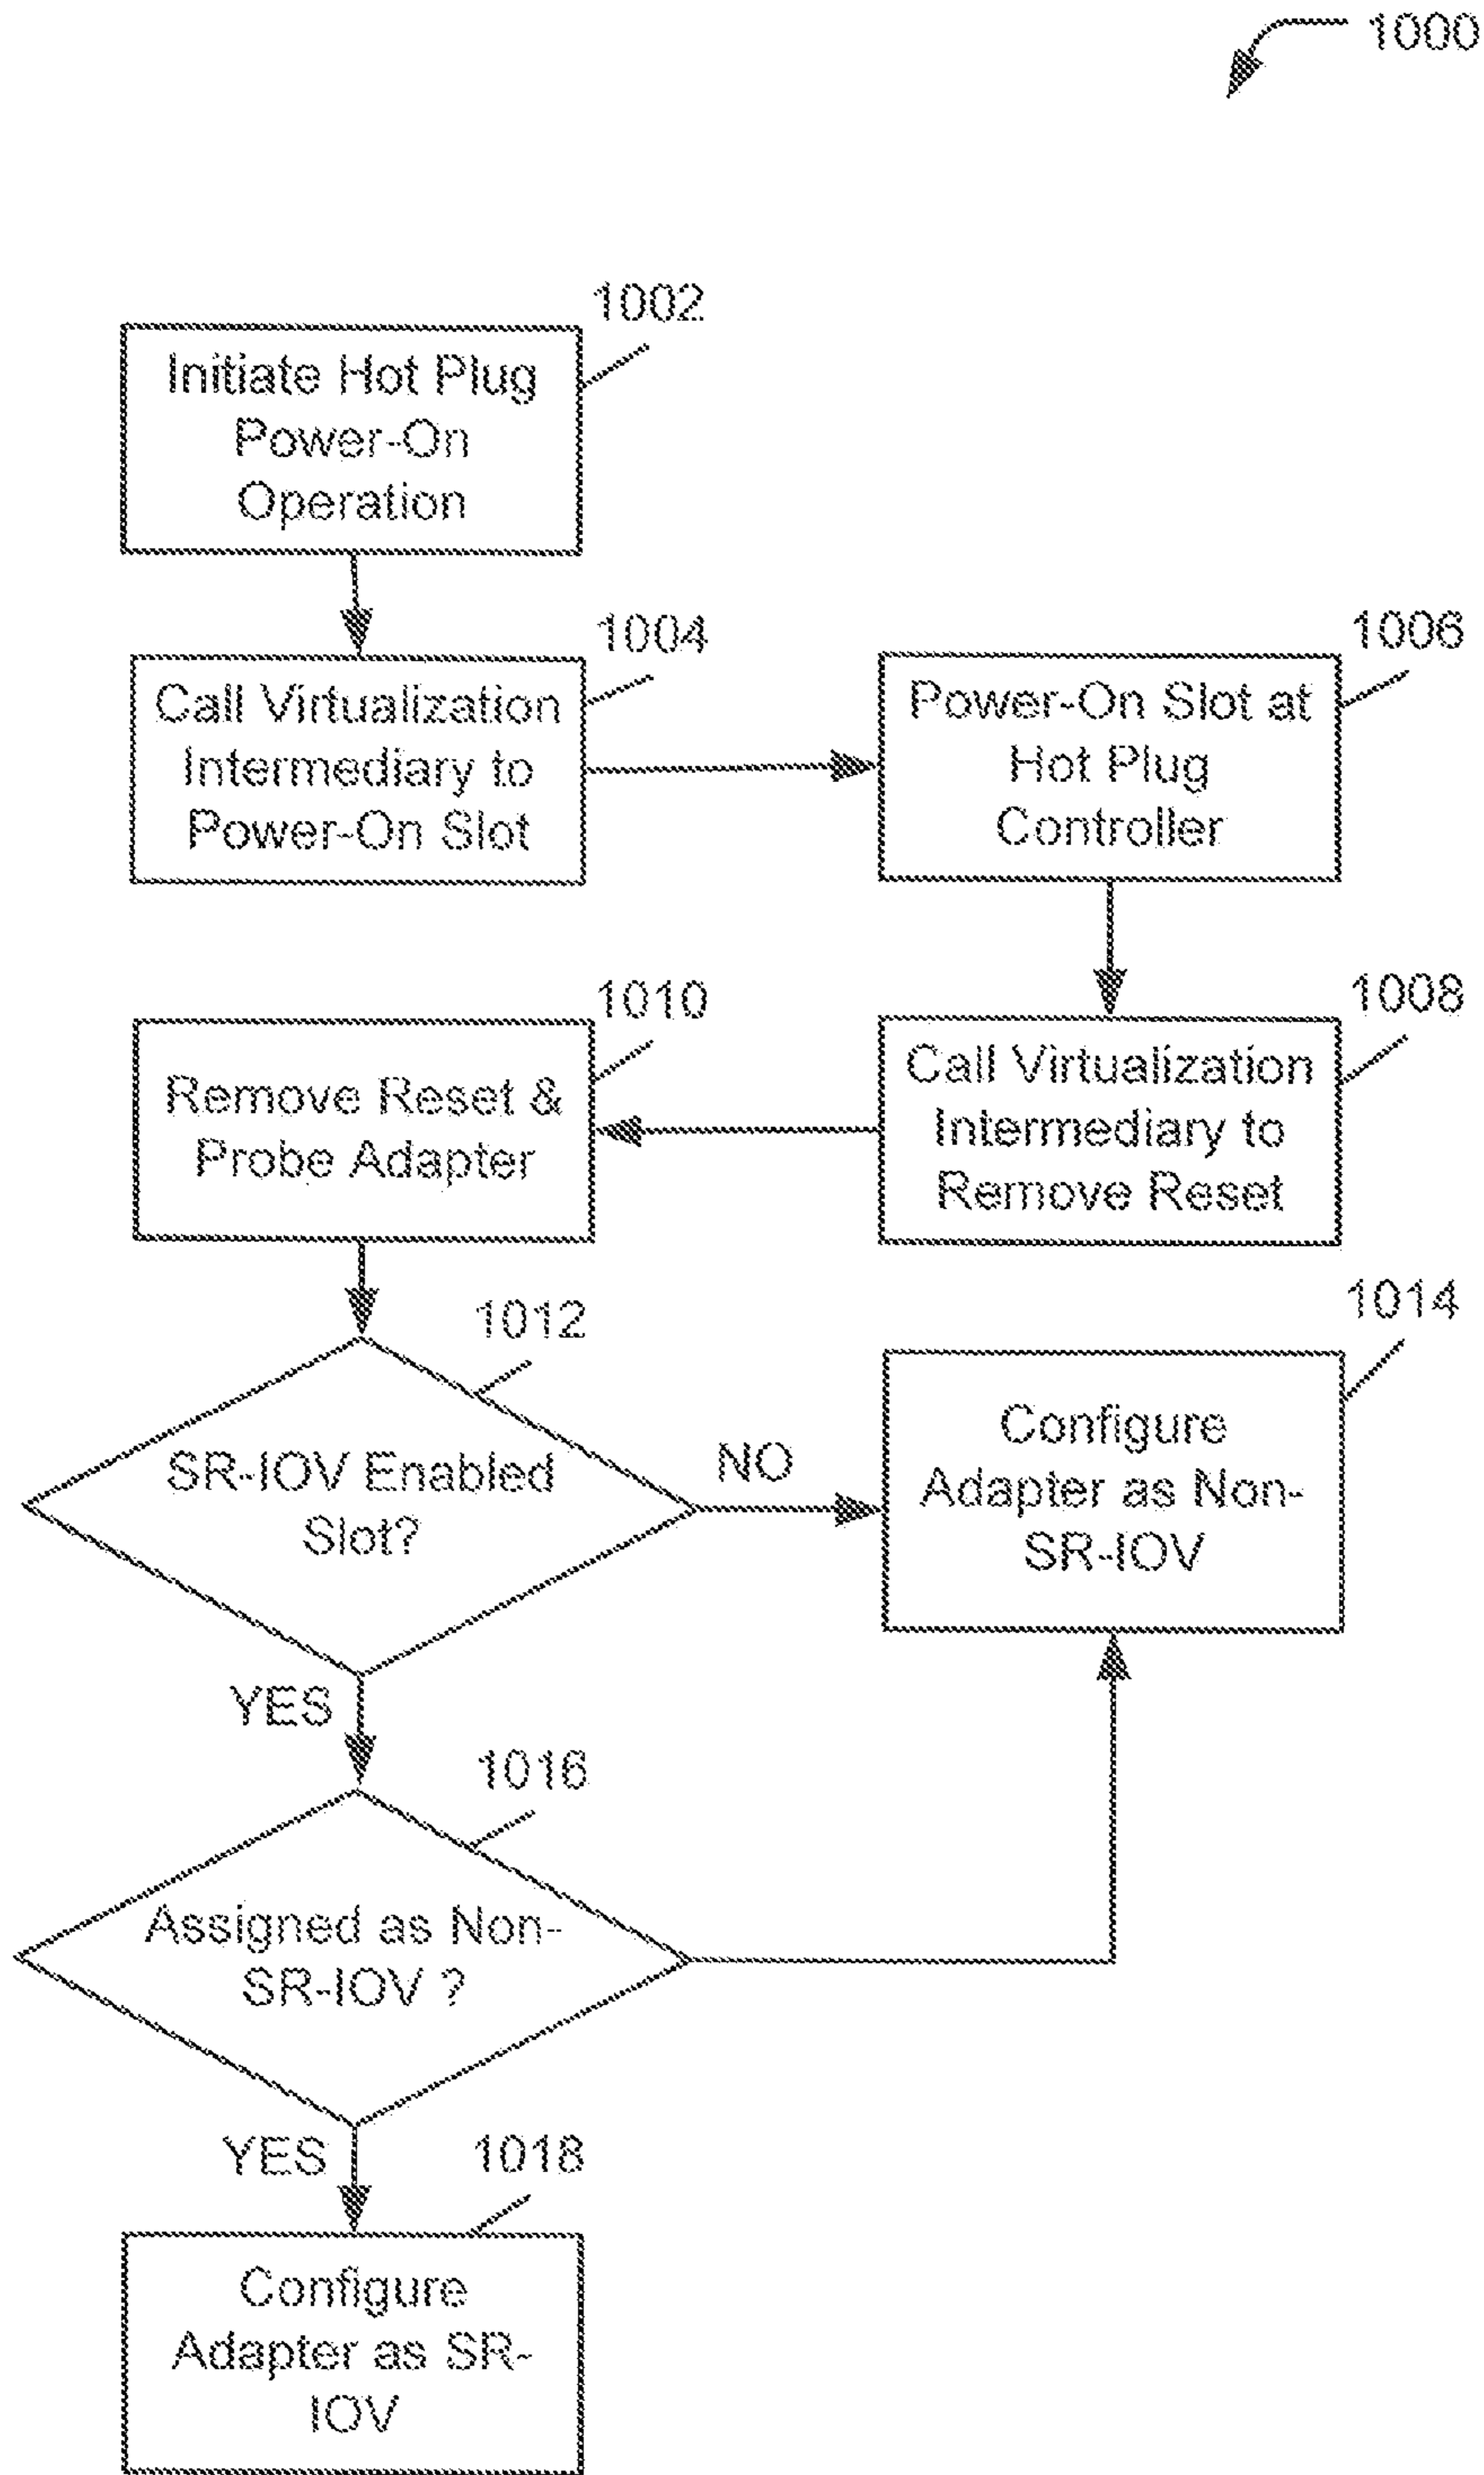 1000
1002
Initiate Hot Plug
Power-On
Operation
1004
Call Virtualization
Intermediary to
Power-On Slot
1006
Power-On Slot at
Hot Plug
Controller
1008
Call Virtualization
Intermediary to
Remove Reset
1010
Remove Reset &
Probe Adapter
1012
SR-IOV Enabled
Slot?
NO
1014
Configure
Adapter as Non-
SR-IOV
YES
1016
Assigned as Non-
SR-IOV ?
YES
1018
Configure
Adapter as SR-
IOV